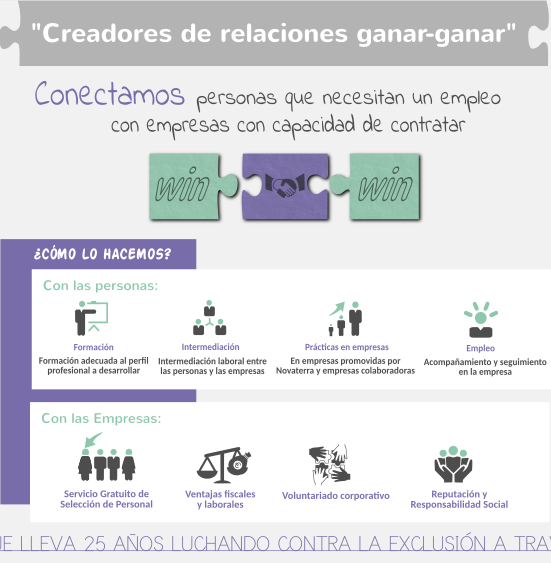 "Creadores de relaciones ganar-ganar"
Conectamos personas que necesitan un empleo
con empresas con capacidad de contratar
win win
¿CÓMO LO HACEMOS?
Con las personas:
Formación
Formación adecuada al perfil
profesional a desarrollar
Intermediación
Intermediación laboral entre
las personas y las empresas
Prácticas en empresas
En empresas promovidas por
Novaterra y empresas colaboradoras
Empleo
Acompañamiento y seguimiento
en la empresa
Con las Empresas:
Servicio Gratuito de
Selección de Personal
Ventajas fiscales
y laborales
Voluntariado corporativo
Reputación y
Responsabilidad Social
LLEVA 25 AÑOS LUCHANDO CONTRA LA EXCLUSIÓN A